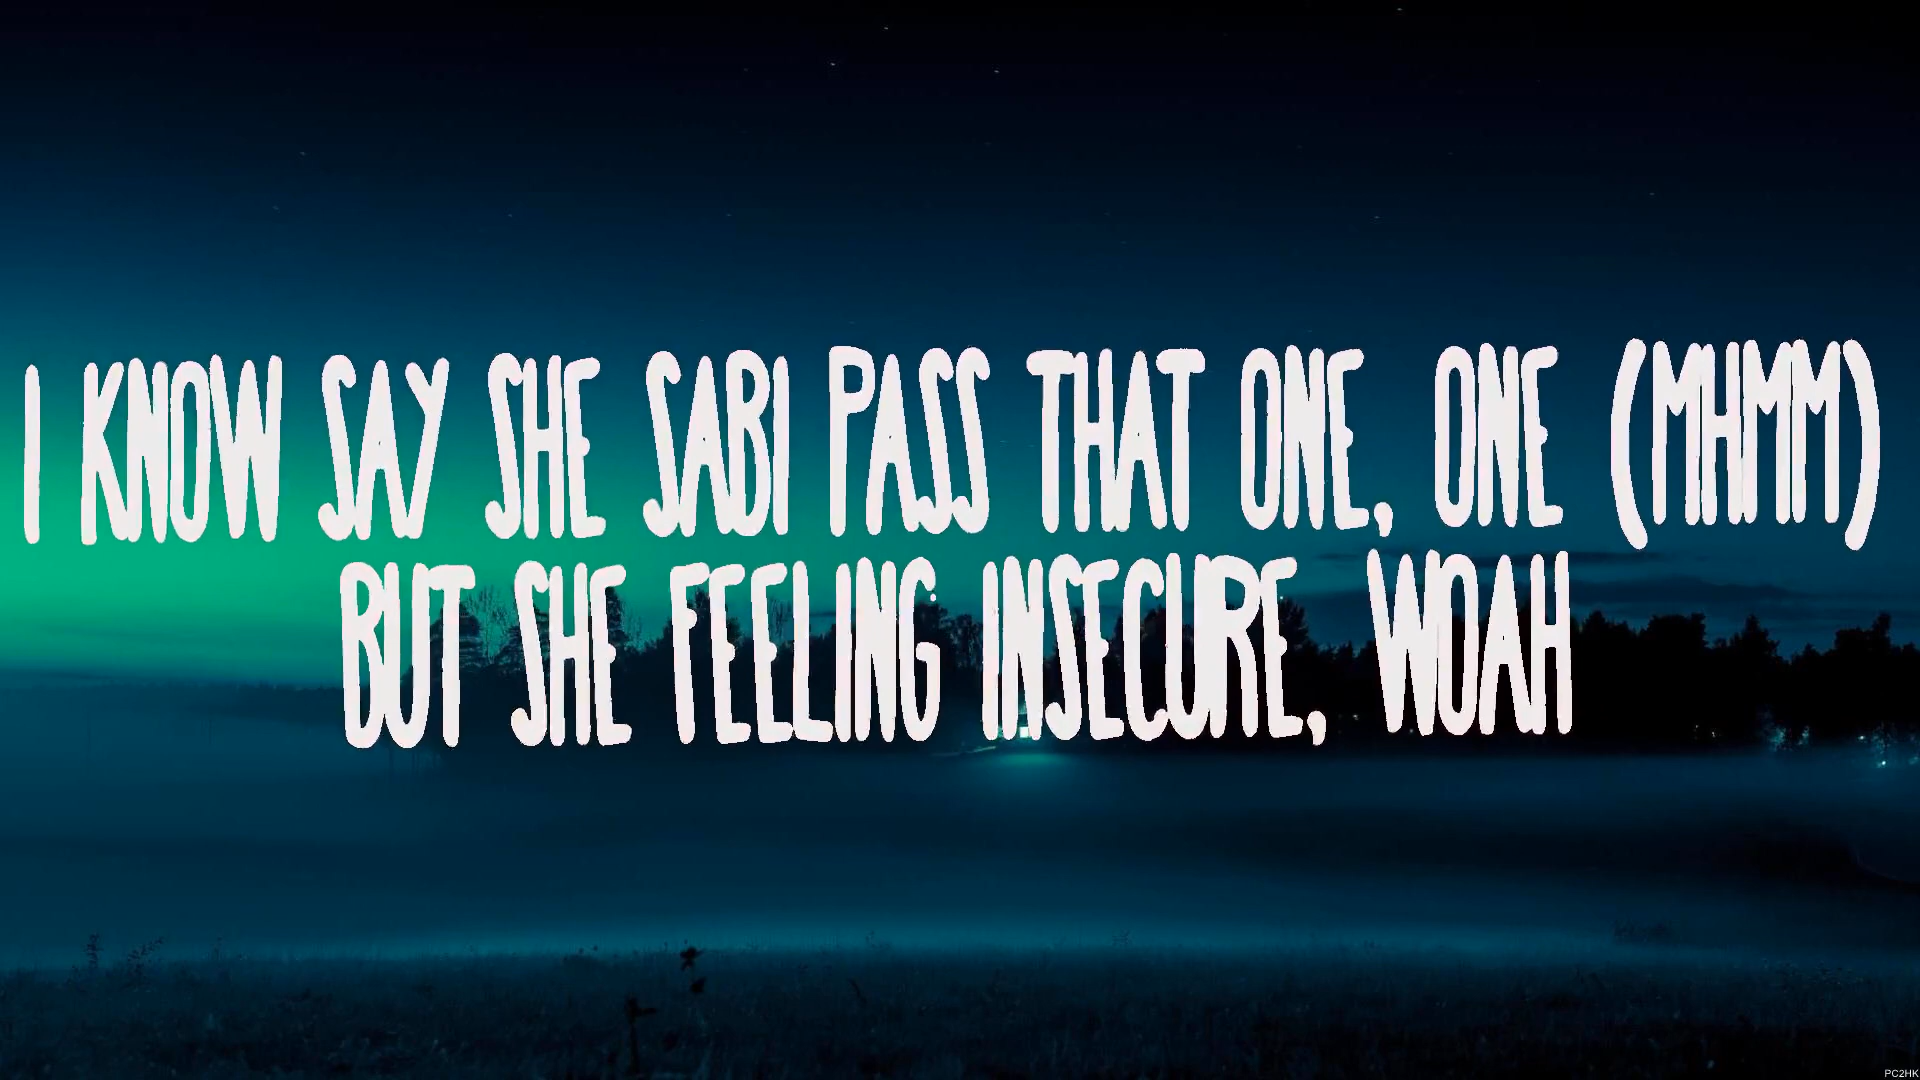 I KNOW SAY SHE SABI PASS THAT ONE, ONE (MHMM)
BUT SHE FEELING INSECURE, WOAH
PC2HK